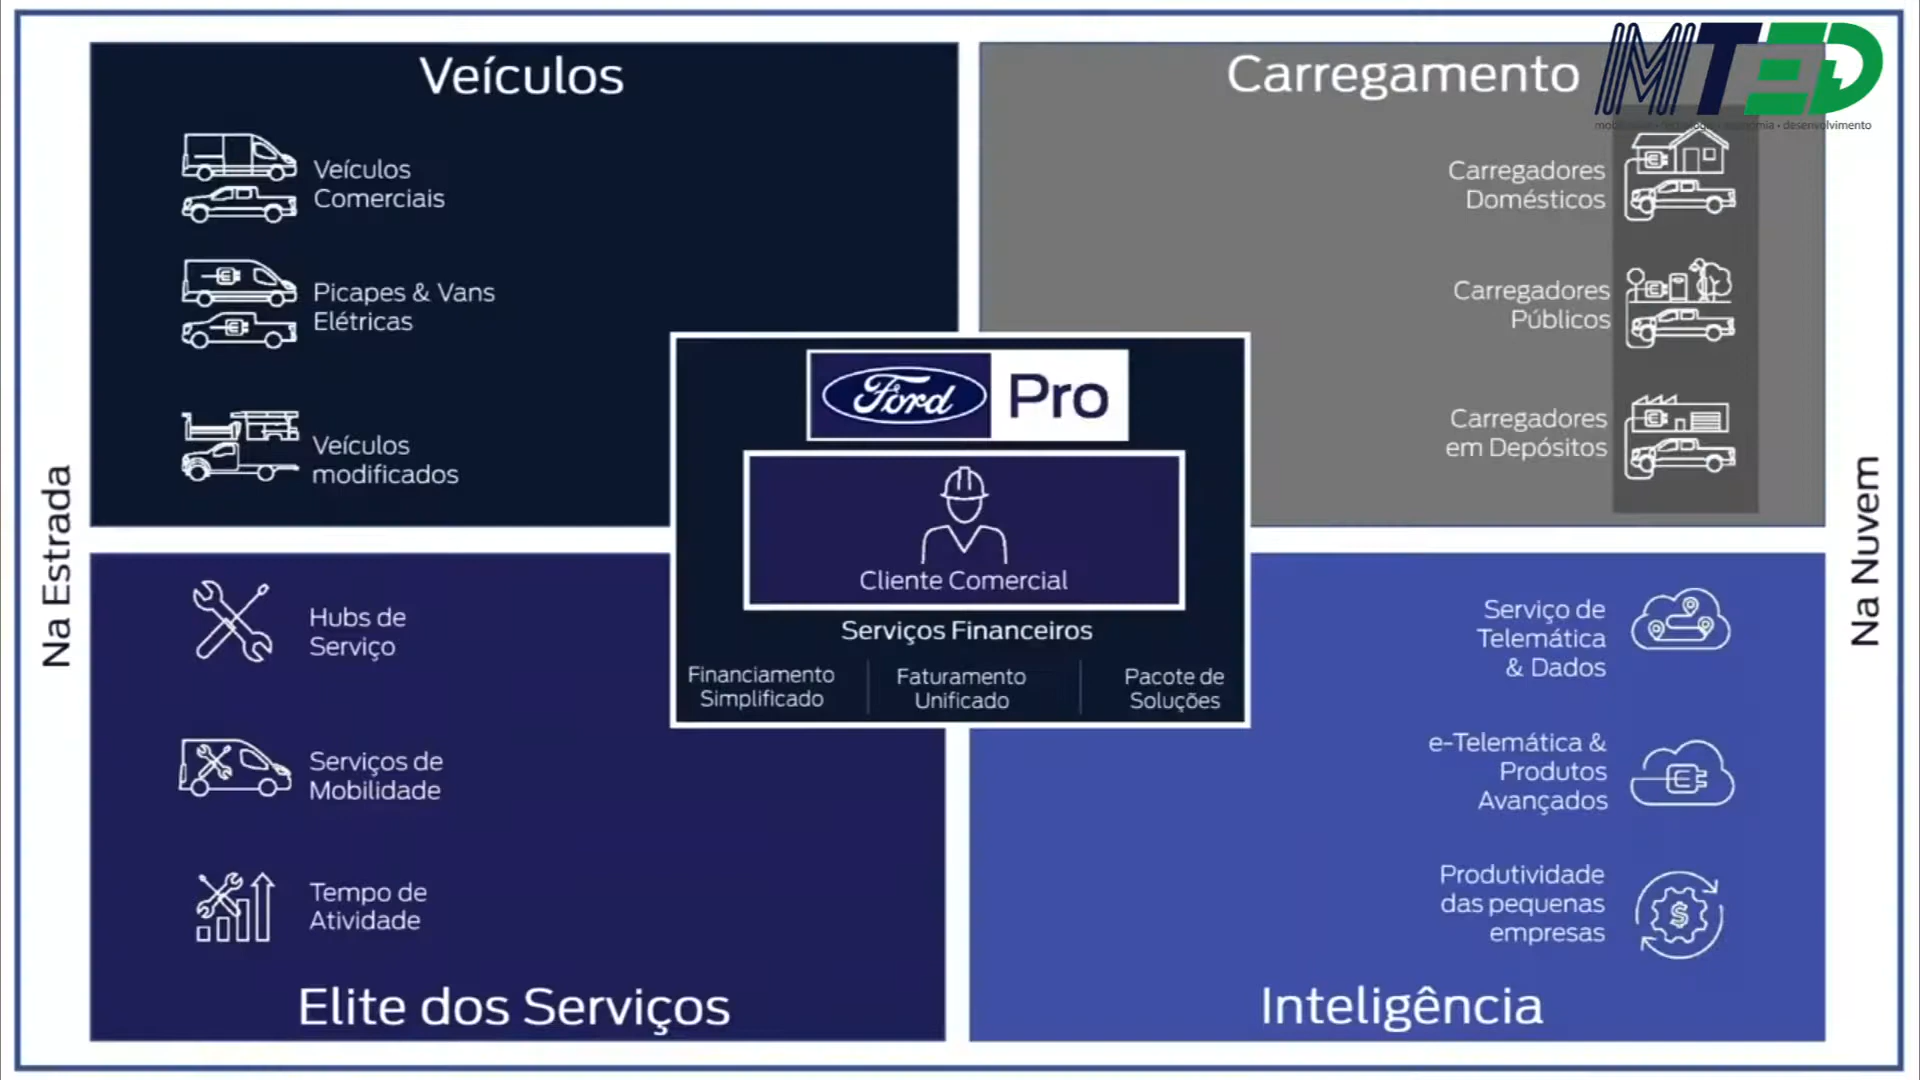 Veículos
Veículos
Comerciais
Picapes & Vans
Elétricas
Veículos
modificados
Carregamento
MTED
desenvolvimento
Carregadores
Domésticos
Carregadores
Públicos
Carregadores
em Depósitos
Na Estrada
Ford Pro
Cliente Comercial
Serviços Financeiros
Financiamento
Simplificado
Faturamento
Unificado
Pacote de
Soluções
Na Nuvem
Hubs de
Serviço
Serviços de
Mobilidade
Tempo de
Atividade
Elite dos Serviços
Serviço de
Telemática
& Dados
e-Telemática &
Produtos
Avançados
Produtividade
das pequenas
empresas
$
Inteligência